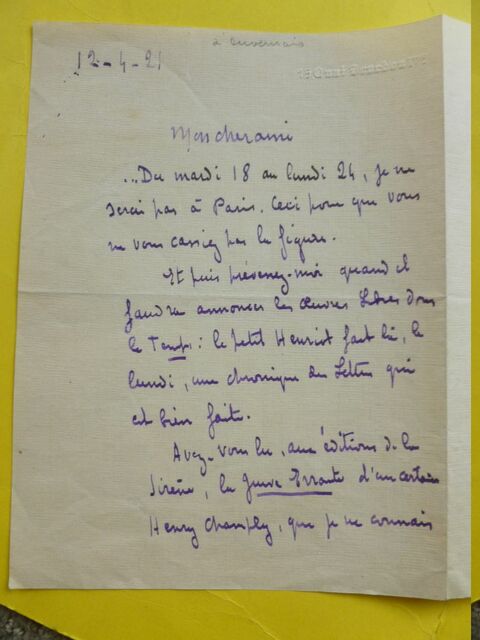 à Duvernois
12-4-21
Mon cher ami
...Du mardi 18 au lundi 24, je ne
serai pas à Paris. Ceci pour que vous
ne vous cassiez pas la figure.
Et puis prévenez-moi quand il
faudra annoncer les Œuvres Libres dans
le Temps : le petit Henriot fait là, le
lundi, une chronique des Lettres qui
est bien faite.
Avez-vous lu, aux éditions de la
Sirène, la Juive Errante d'un certain
Henry Champly, que je ne connais